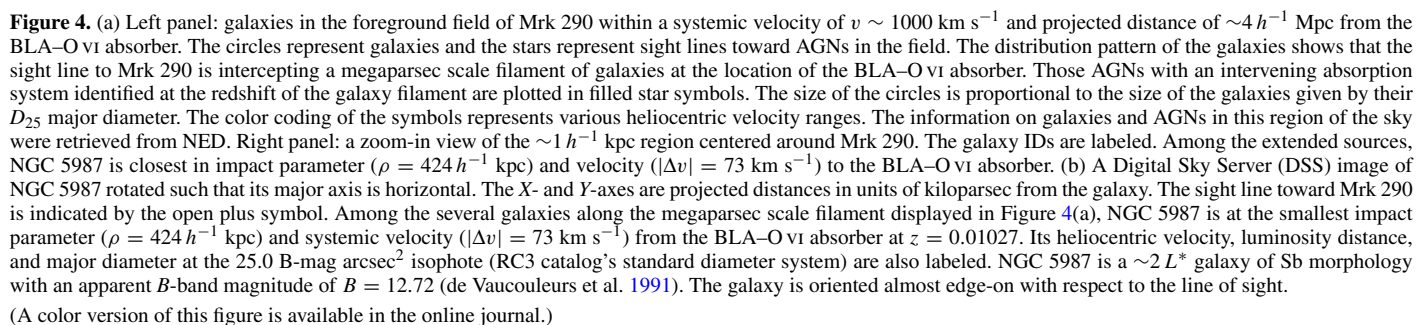 Figure 4. (a) Left panel: galaxies in the foreground field of Mrk 290 within a systemic velocity of v ∼ 1000 km s−1 and projected distance of ∼4 h−1 Mpc from the
BLA–O VI absorber. The circles represent galaxies and the stars represent sight lines toward AGNs in the field. The distribution pattern of the galaxies shows that the
sight line to Mrk 290 is intercepting a megaparsec scale filament of galaxies at the location of the BLA–O VI absorber. Those AGNs with an intervening absorption
system identified at the redshift of the galaxy filament are plotted in filled star symbols. The size of the circles is proportional to the size of the galaxies given by their
D25 major diameter. The color coding of the symbols represents various heliocentric velocity ranges. The information on galaxies and AGNs in this region of the sky
were retrieved from NED. Right panel: a zoom-in view of the ∼1 h−1 kpc region centered around Mrk 290. The galaxy IDs are labeled. Among the extended sources,
NGC 5987 is closest in impact parameter (ρ = 424 h−1 kpc) and velocity (|Δv| = 73 km s−1) to the BLA–O VI absorber. (b) A Digital Sky Server (DSS) image of
NGC 5987 rotated such that its major axis is horizontal. The X- and Y-axes are projected distances in units of kiloparsec from the galaxy. The sight line toward Mrk 290
is indicated by the open plus symbol. Among the several galaxies along the megaparsec scale filament displayed in Figure 4(a), NGC 5987 is at the smallest impact
parameter (ρ = 424 h−1 kpc) and systemic velocity (|Δv| = 73 km s−1) from the BLA–O VI absorber at z = 0.01027. Its heliocentric velocity, luminosity distance,
and major diameter at the 25.0 B-mag arcsec2 isophote (RC3 catalog's standard diameter system) are also labeled. NGC 5987 is a ∼2 L* galaxy of Sb morphology
with an apparent B-band magnitude of B = 12.72 (de Vaucouleurs et al. 1991). The galaxy is oriented almost edge-on with respect to the line of sight.
(A color version of this figure is available in the online journal.)